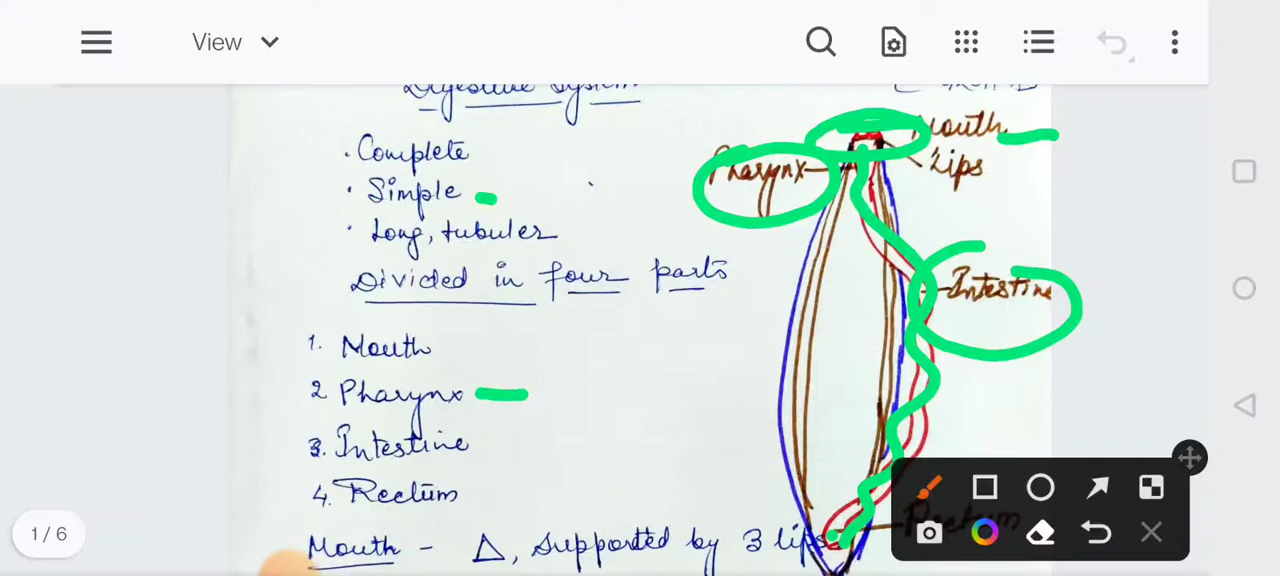 View
Digestive System
. Complete
. Simple
. Long, tubuler
Divided in four parts
1. Mouth
2 Pharynx
3. Intestine
4. Rectum
Mouth - Δ, supported by 3 lips
Mouth
Lips
Pharynx
Intestine
Rectum
1 / 6